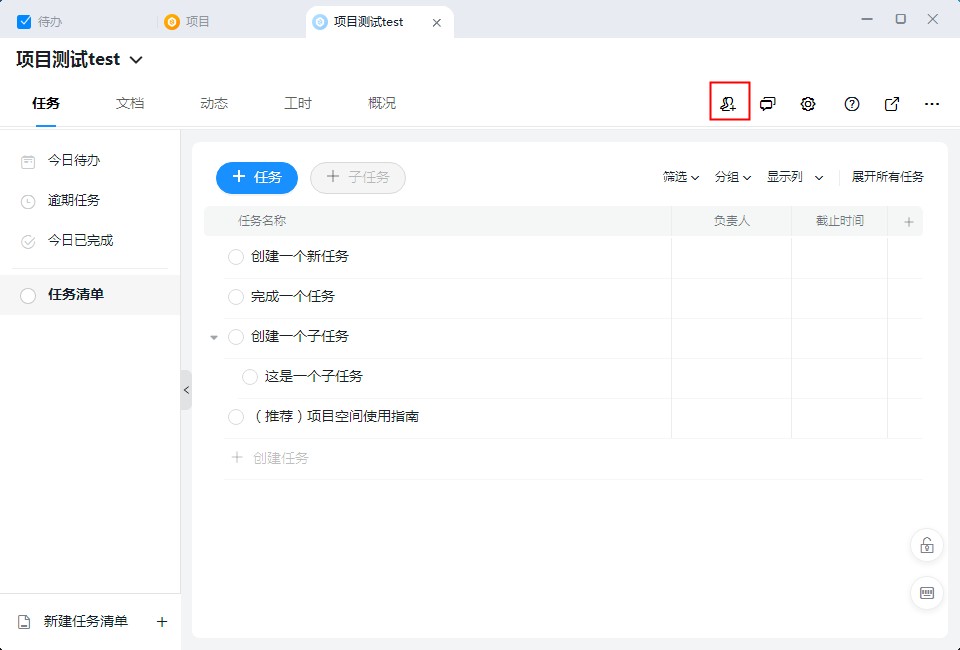 待办 项目 项目测试test
项目测试test
任务 文档 动态 工时 概况
今日待办
逾期任务
今日已完成
任务清单
新建任务清单
任务 子任务 筛选 分组 显示列 展开所有任务
任务名称 负责人 截止时间
创建一个新任务
完成一个任务
创建一个子任务
这是一个子任务
（推荐）项目空间使用指南
创建任务